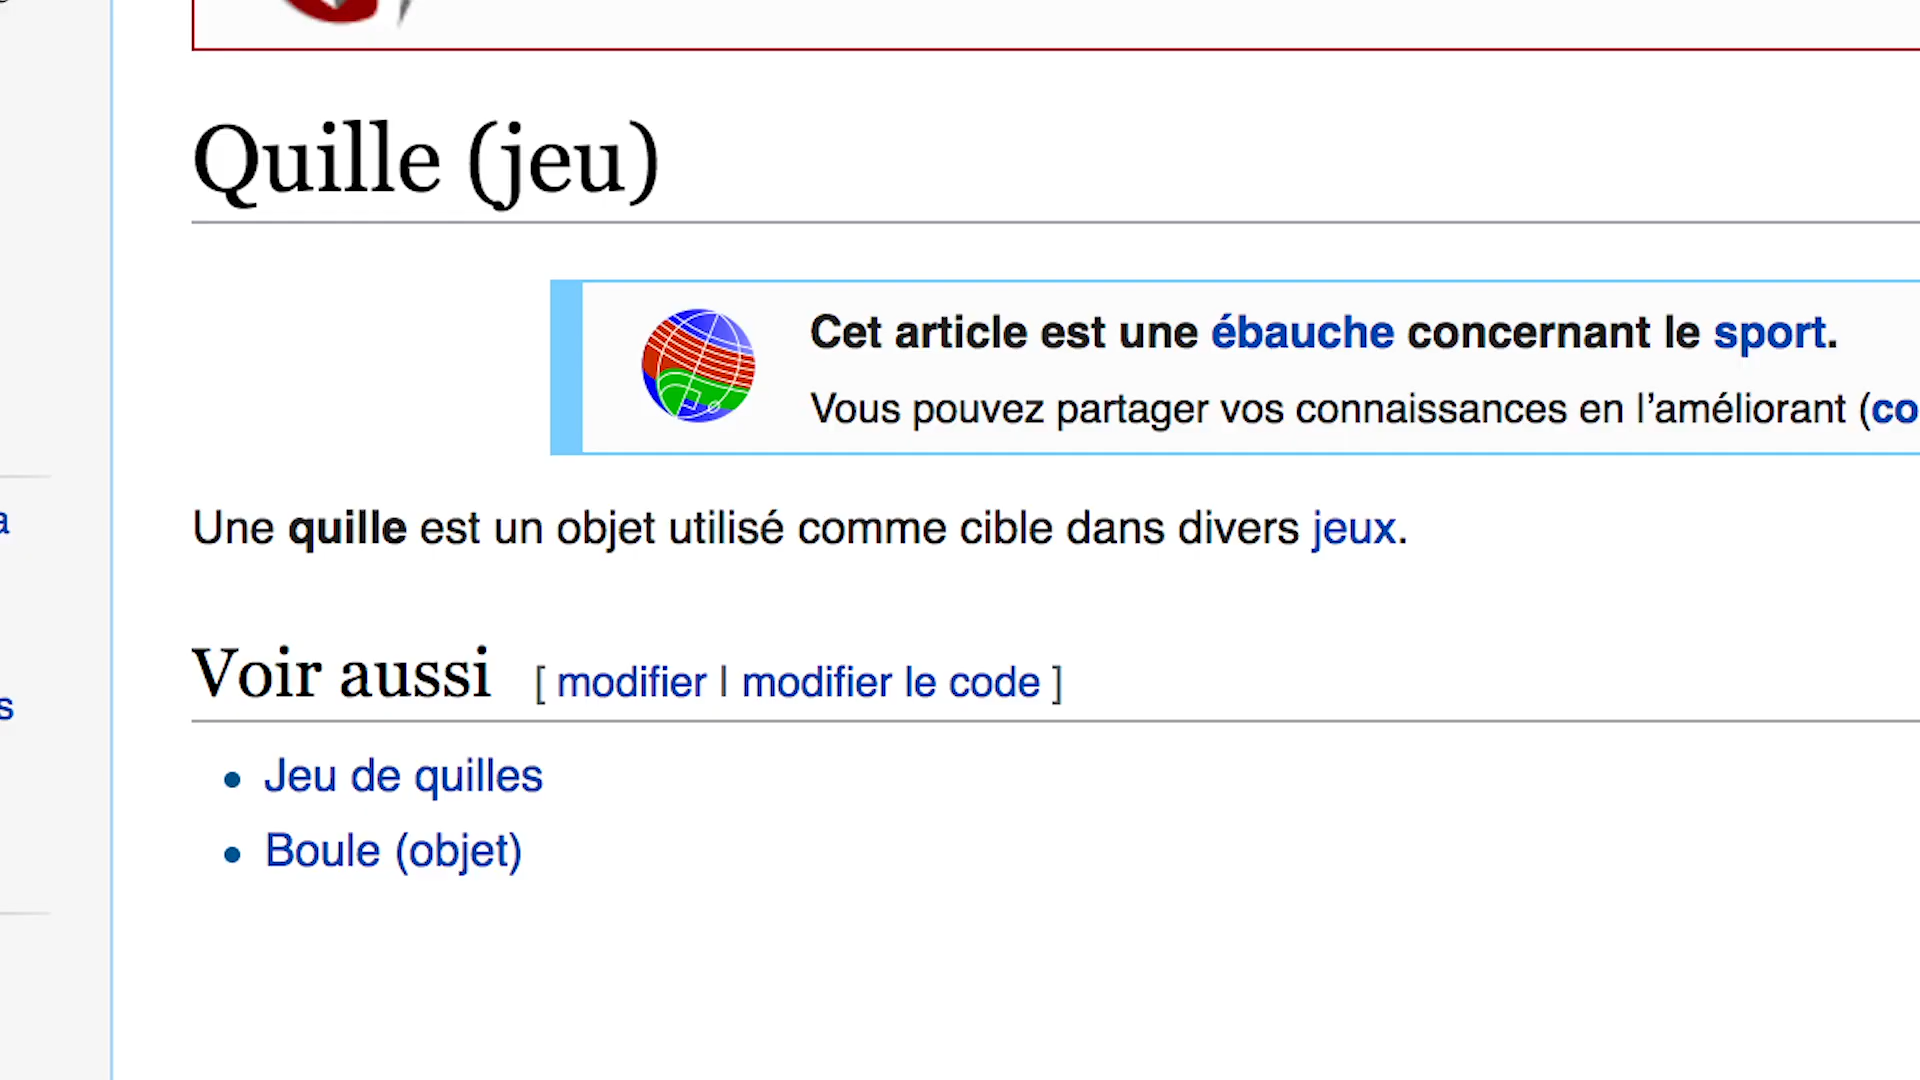 Quille (jeu)
Cet article est une ébauche concernant le sport.
Vous pouvez partager vos connaissances en l’améliorant (co
Une quille est un objet utilisé comme cible dans divers jeux.
Voir aussi [ modifier | modifier le code ]
Jeu de quilles
Boule (objet)